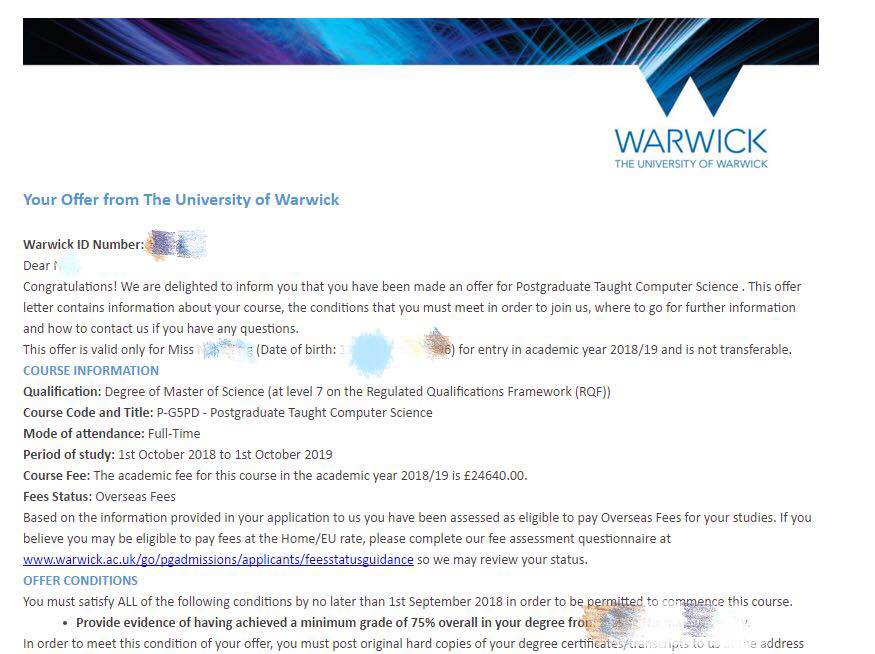 WARWICK
THE UNIVERSITY OF WARWICK
Your Offer from The University of Warwick
Warwick ID Number:
Dear
Congratulations! We are delighted to inform you that you have been made an offer for Postgraduate Taught Computer Science . This offer
letter contains information about your course, the conditions that you must meet in order to join us, where to go for further information
and how to contact us if you have any questions.
This offer is valid only for Miss (Date of birth: 6) for entry in academic year 2018/19 and is not transferable.
COURSE INFORMATION
Qualification: Degree of Master of Science (at level 7 on the Regulated Qualifications Framework (RQF))
Course Code and Title: P-G5PD - Postgraduate Taught Computer Science
Mode of attendance: Full-Time
Period of study: 1st October 2018 to 1st October 2019
Course Fee: The academic fee for this course in the academic year 2018/19 is £24640.00.
Fees Status: Overseas Fees
Based on the information provided in your application to us you have been assessed as eligible to pay Overseas Fees for your studies. If you
believe you may be eligible to pay fees at the Home/EU rate, please complete our fee assessment questionnaire at
www.warwick.ac.uk/go/pgadmissions/applicants/feesstatusguidance so we may review your status.
OFFER CONDITIONS
You must satisfy ALL of the following conditions by no later than 1st September 2018 in order to be permitted to commence this course.
• Provide evidence of having achieved a minimum grade of 75% overall in your degree from
In order to meet this condition of your offer, you must post original hard copies of your degree certificates/transcripts to us at the address